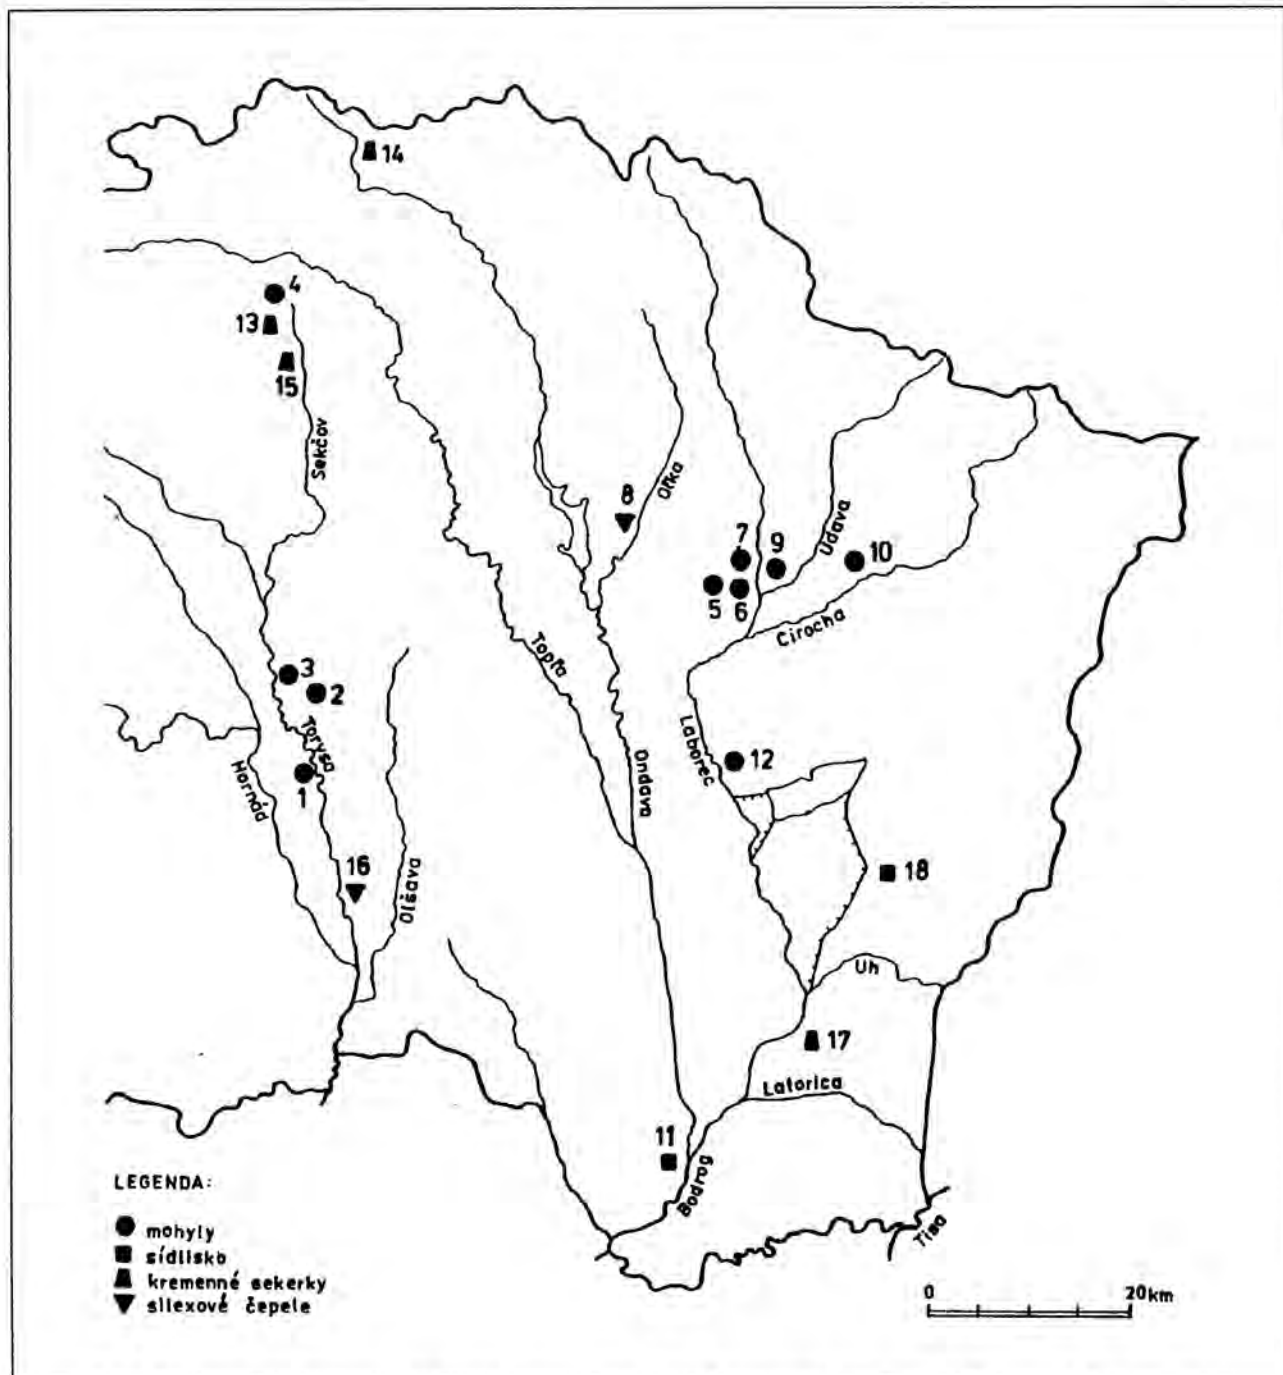 14
4
13
15
Sekčov
8
Oľka
7
9
Udava
10
5
6
Cirocha
Topľa
3
2
Torysa
Laborec
12
Ondava
Hornád
1
16
Olšava
18
Uh
17
Latorica
11
Bodrog
Tisa
LEGENDA:
mohyly
sídlisko
kremenné sekerky
silexové čepele
0 20km